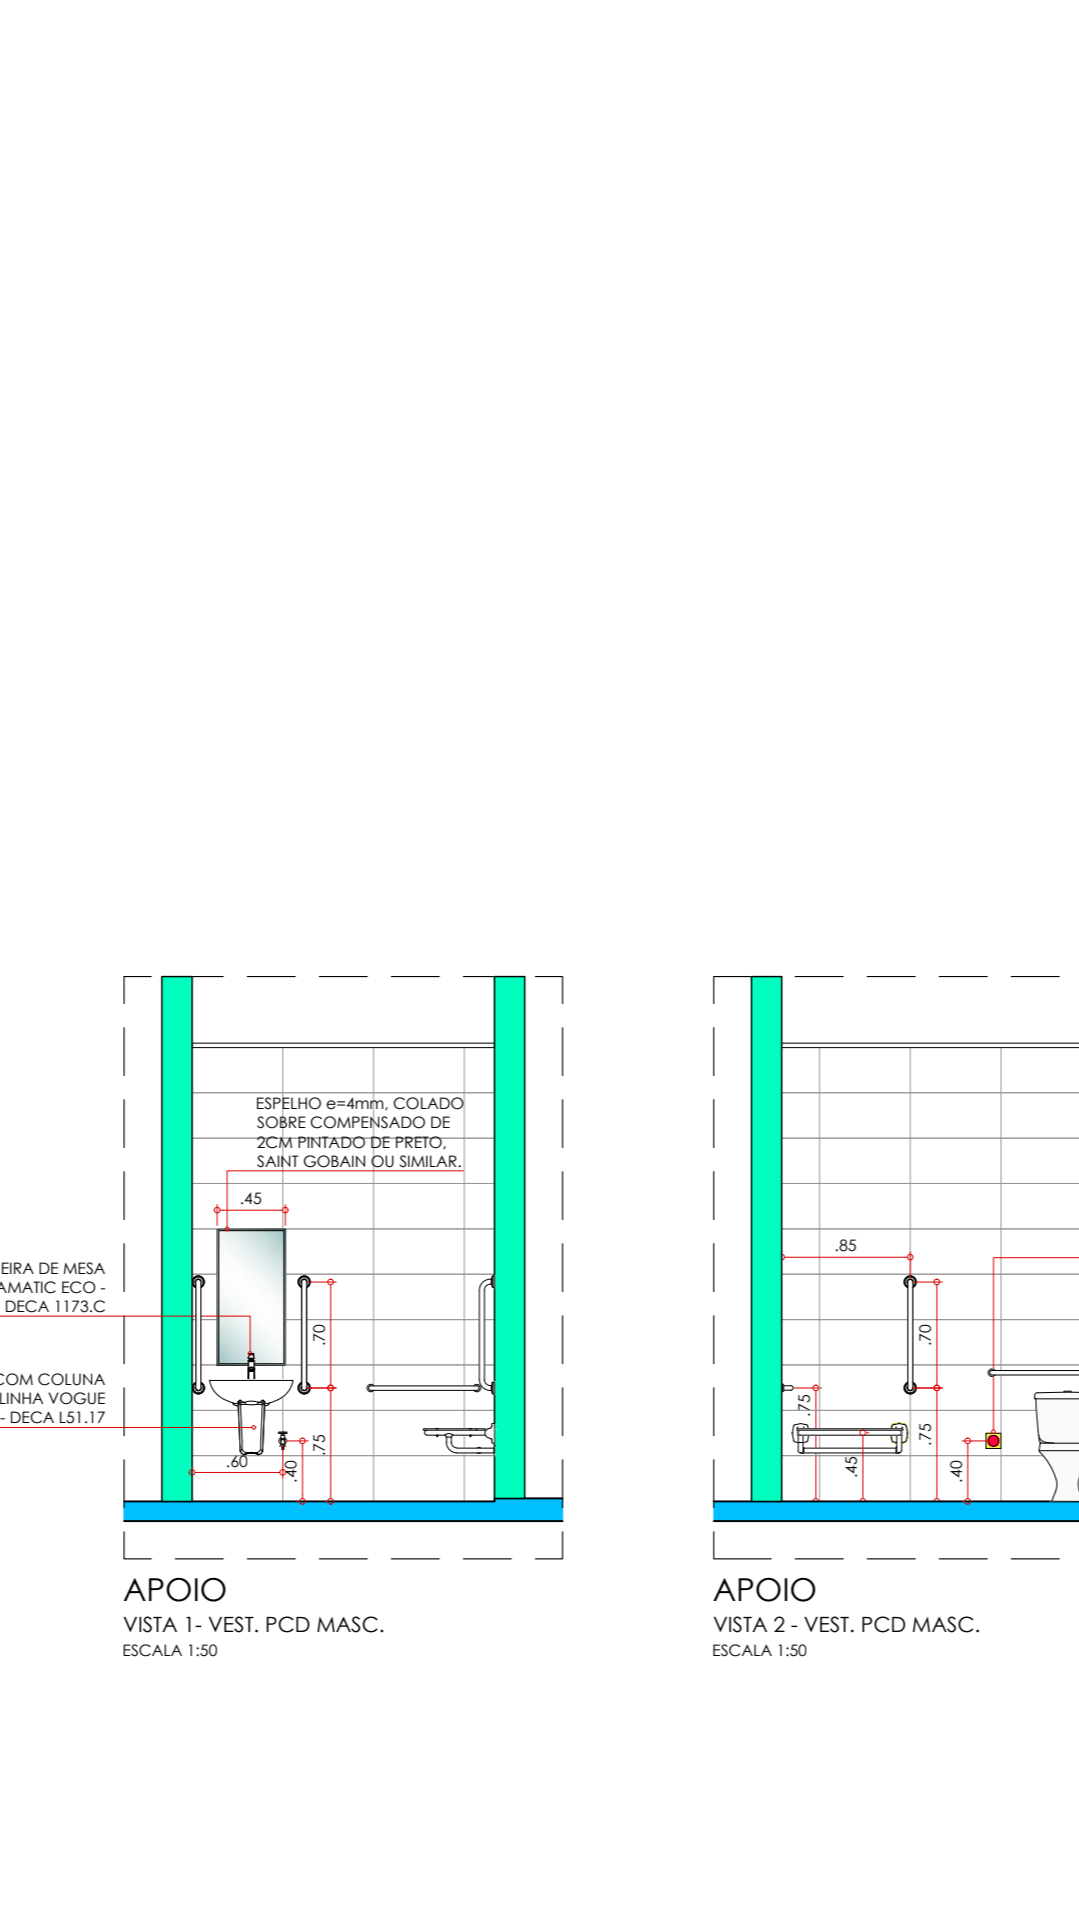 ESPELHO e=4mm, COLADO
SOBRE COMPENSADO DE
2CM PINTADO DE PRETO,
SAINT GOBAIN OU SIMILAR.
.45
EIRA DE MESA
AMATIC ECO -
DECA 1173.C
COM COLUNA
LINHA VOGUE
- DECA L51.17
.70
.75
.60
.40
APOIO
VISTA 1- VEST. PCD MASC.
ESCALA 1:50
.85
.70
.75
.75
.45
.40
APOIO
VISTA 2 - VEST. PCD MASC.
ESCALA 1:50